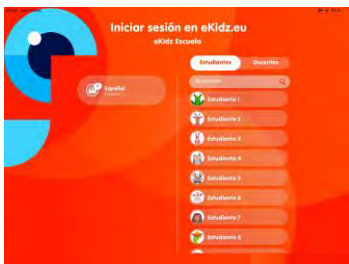 Iniciar sesión en eKidz.eu
eKidz Escuela
Estudiantes
Docentes
Español
Estudiante 1
Estudiante 2
Estudiante 3
Estudiante 4
Estudiante 5
Estudiante 6
Estudiante 7
Estudiante 8